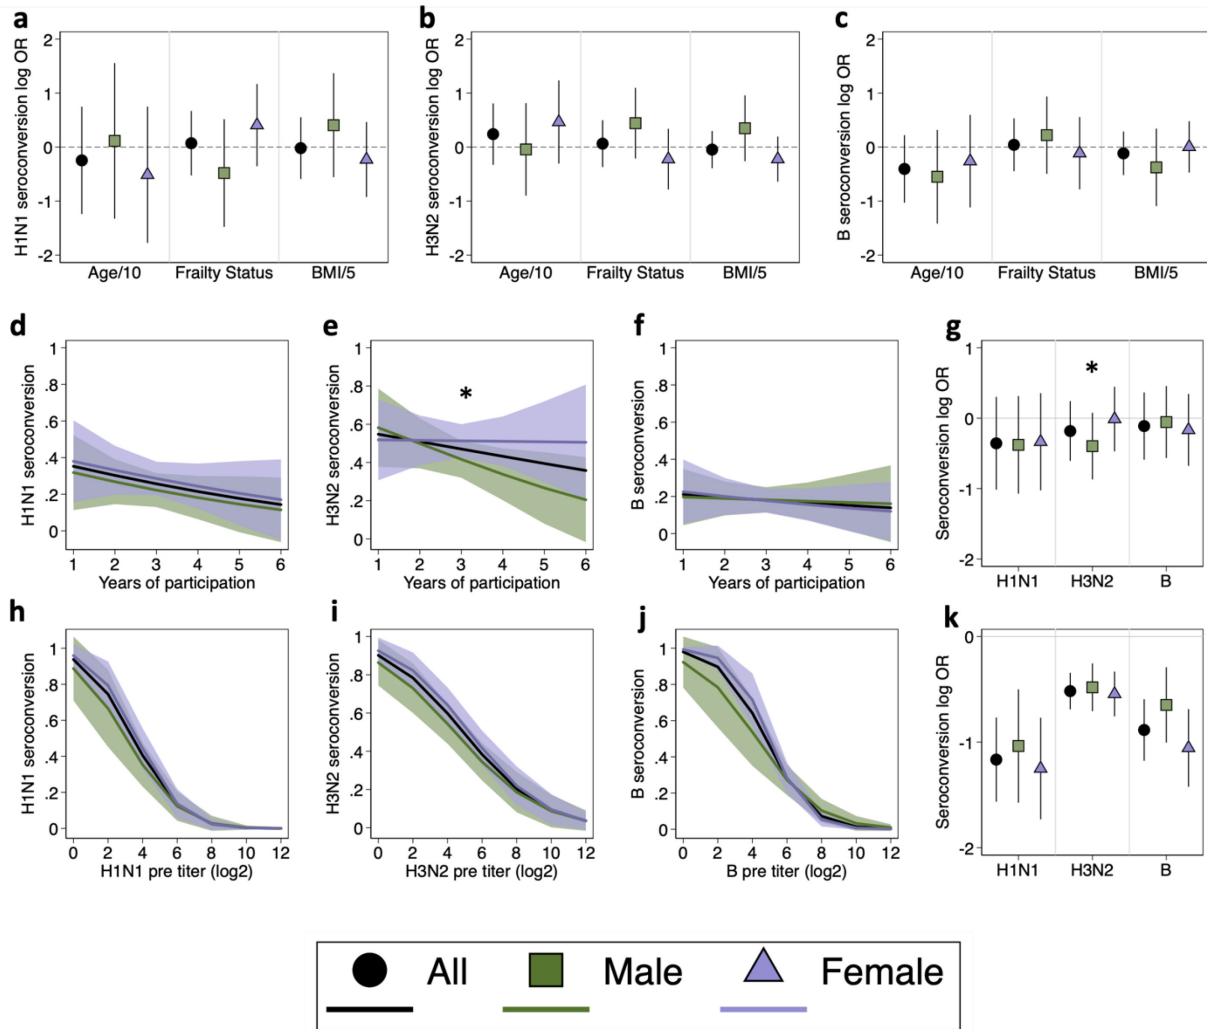 a
b
c
H1N1 seroconversion log OR
2
1
0
-1
-2
Age/10 Frailty Status BMI/5
H3N2 seroconversion log OR
2
1
0
-1
-2
Age/10 Frailty Status BMI/5
B seroconversion log OR
2
1
0
-1
-2
Age/10 Frailty Status BMI/5
d
e
f
g
H1N1 seroconversion
1
.8
.6
.4
.2
0
1 2 3 4 5 6
Years of participation
H3N2 seroconversion
1
.8
.6
.4
.2
0
*
1 2 3 4 5 6
Years of participation
B seroconversion
1
.8
.6
.4
.2
0
1 2 3 4 5 6
Years of participation
Seroconversion log OR
1
0
-1
-2
*
H1N1 H3N2 B
h
i
j
k
H1N1 seroconversion
1
.8
.6
.4
.2
0
0 2 4 6 8 10 12
H1N1 pre titer (log2)
H3N2 seroconversion
1
.8
.6
.4
.2
0
0 2 4 6 8 10 12
H3N2 pre titer (log2)
B seroconversion
1
.8
.6
.4
.2
0
0 2 4 6 8 10 12
B pre titer (log2)
Seroconversion log OR
0
-1
-2
H1N1 H3N2 B
All Male Female